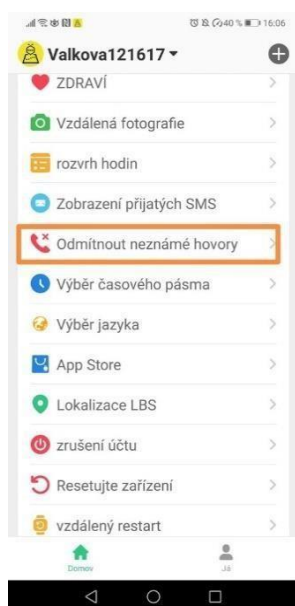 40 % 16:06
Valkova121617
ZDRAVÍ
Vzdálená fotografie
rozvrh hodin
Zobrazení přijatých SMS
Odmítnout neznámé hovory
Výběr časového pásma
Výběr jazyka
App Store
Lokalizace LBS
zrušení účtu
Resetujte zařízení
vzdálený restart
Domov Já